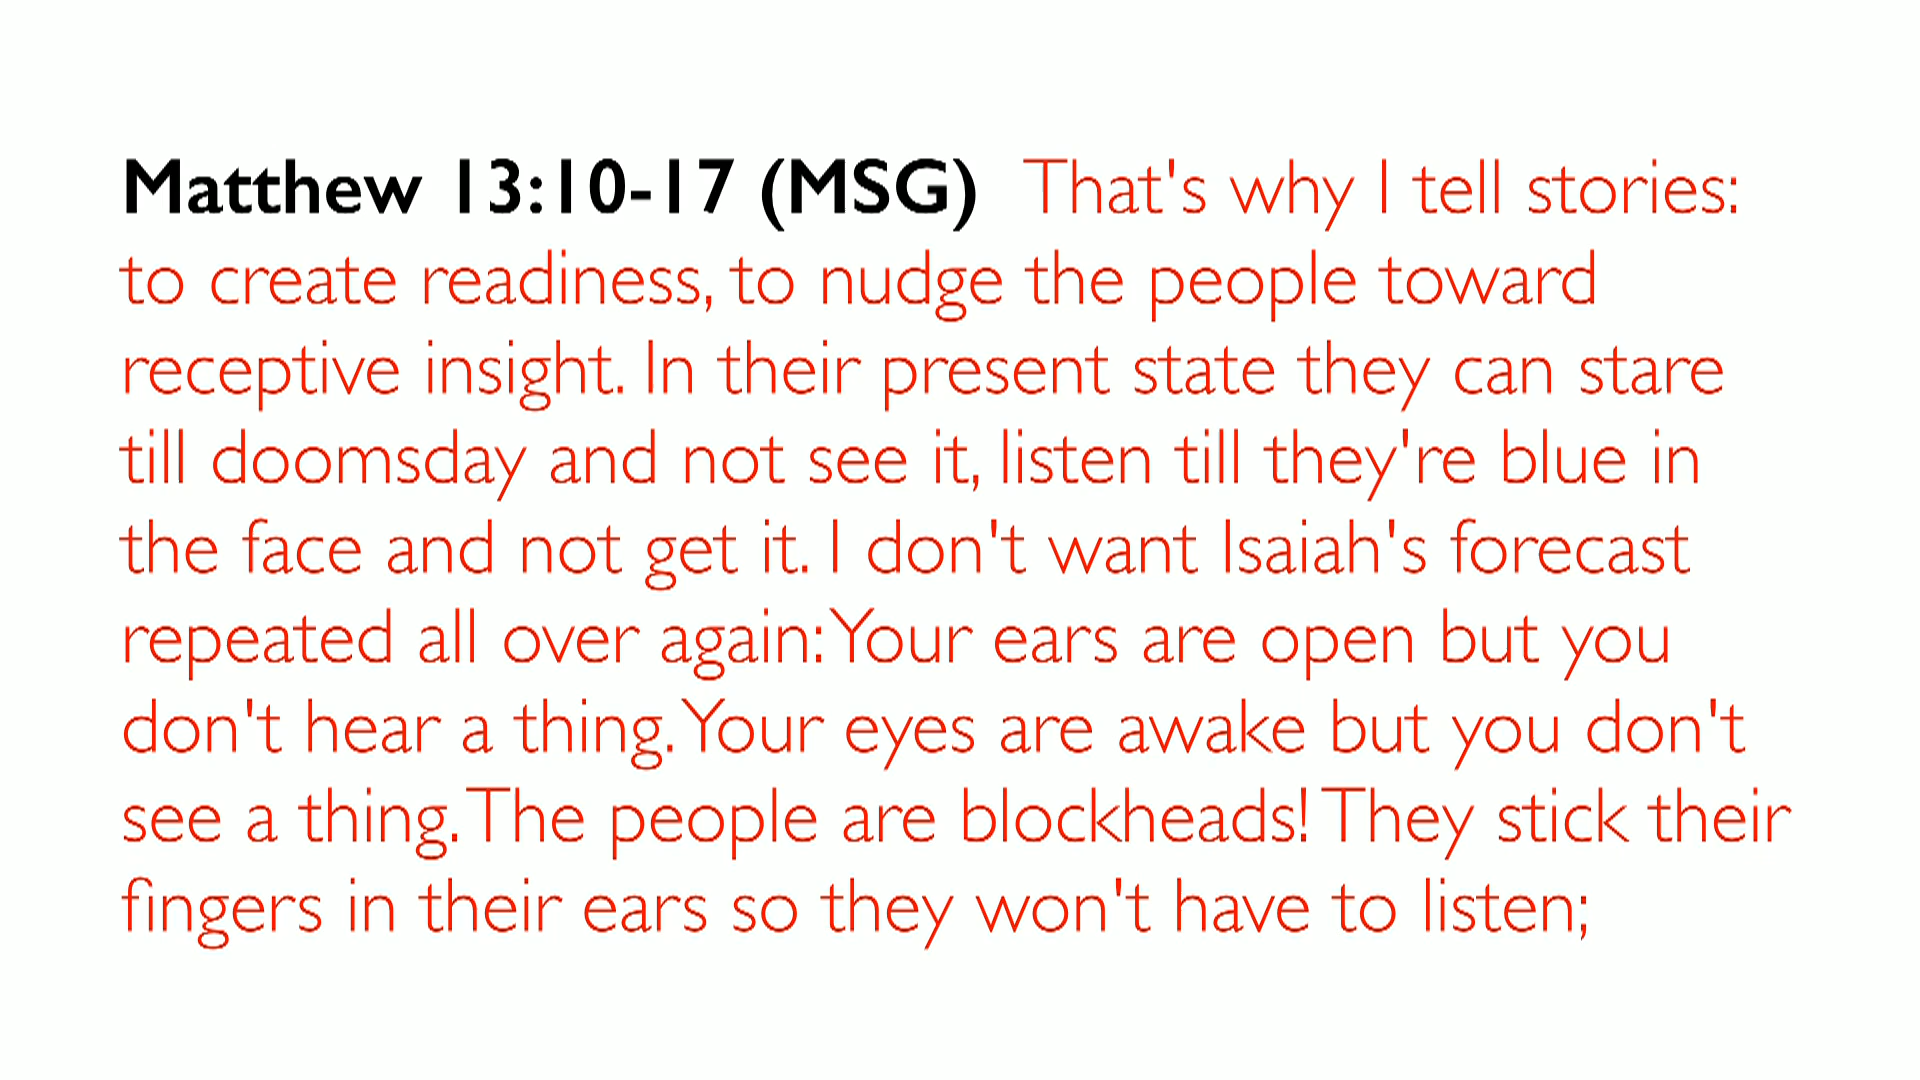 Matthew 13:10-17 (MSG) That's why I tell stories:
to create readiness, to nudge the people toward
receptive insight. In their present state they can stare
till doomsday and not see it, listen till they're blue in
the face and not get it. I don't want Isaiah's forecast
repeated all over again: Your ears are open but you
don't hear a thing. Your eyes are awake but you don't
see a thing. The people are blockheads! They stick their
fingers in their ears so they won't have to listen;